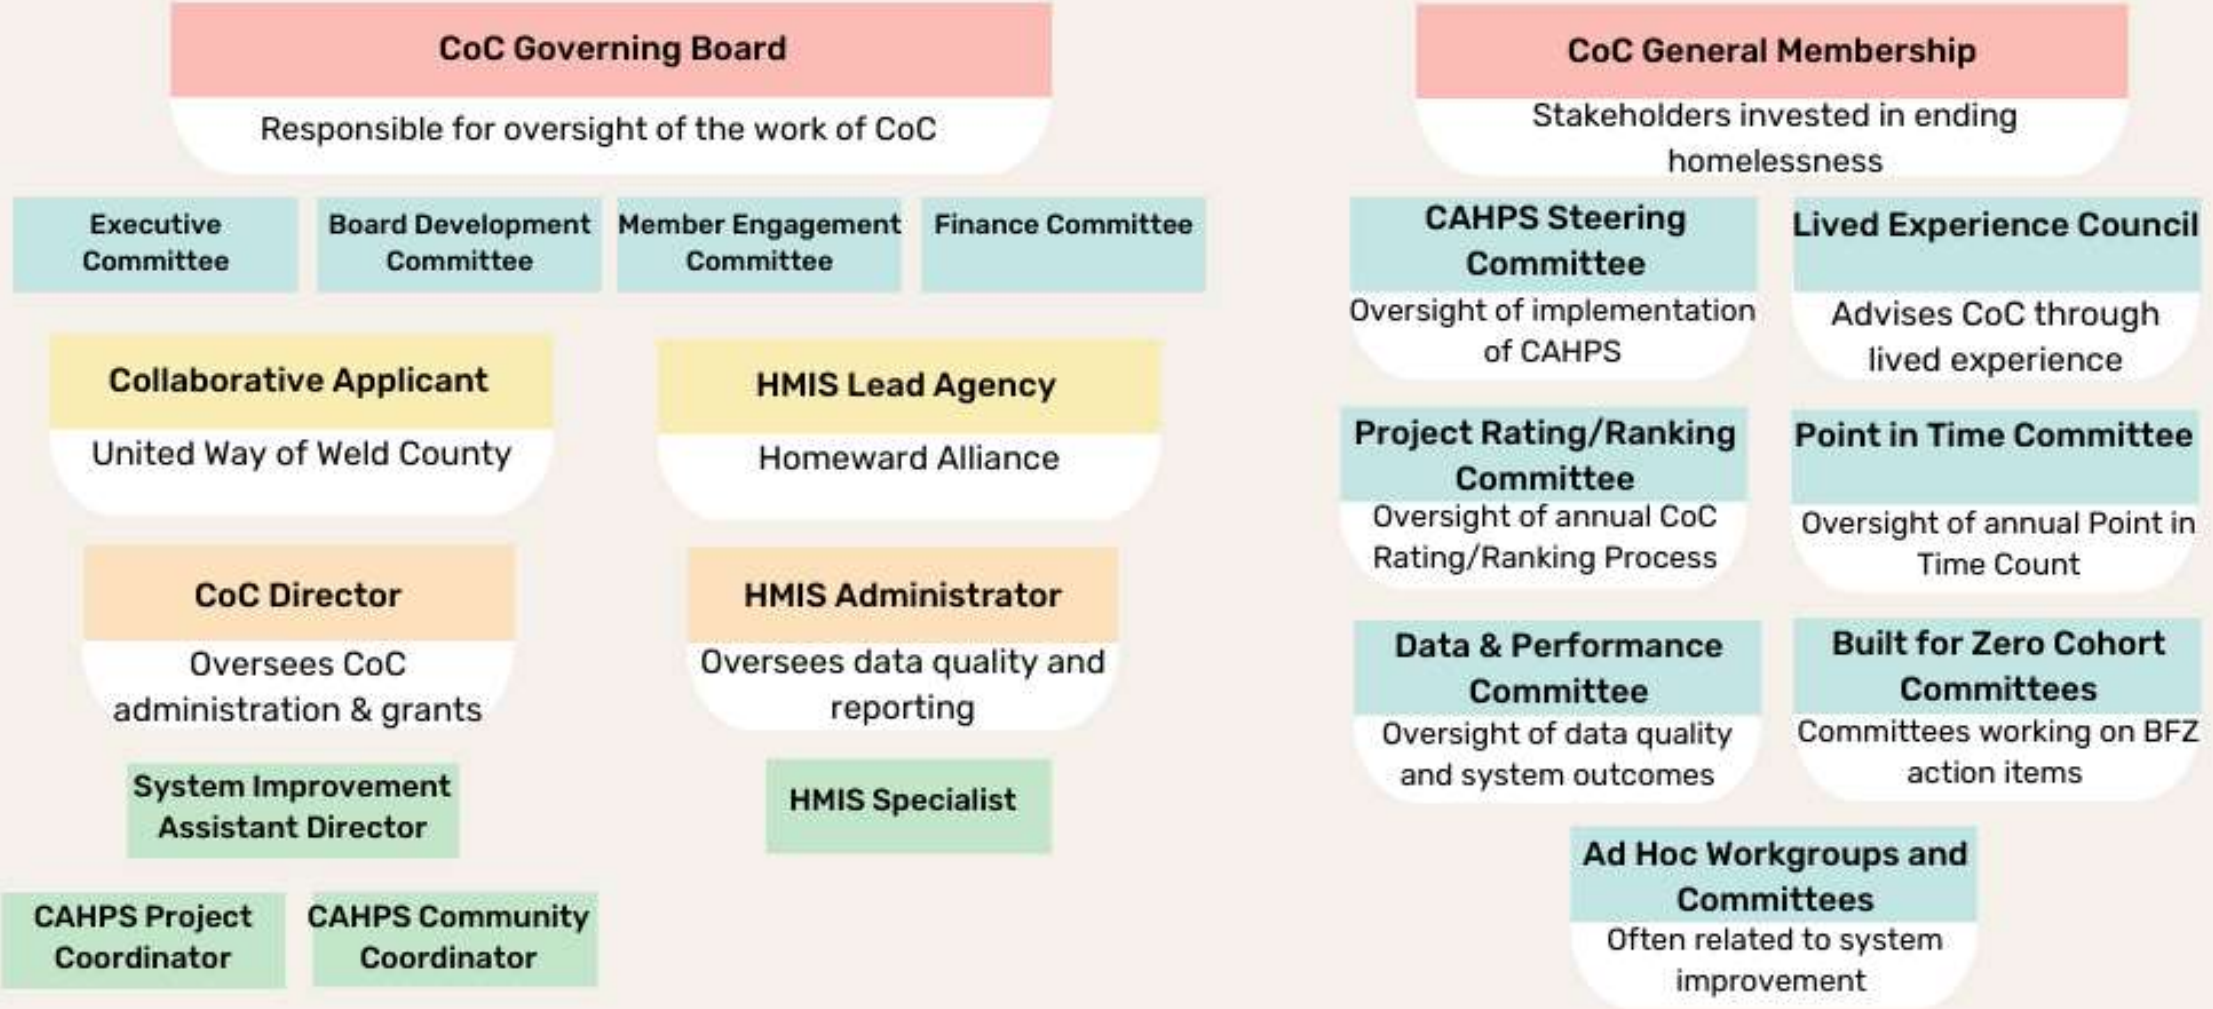 CoC Governing Board
Responsible for oversight of the work of CoC
Executive
Committee
Board Development
Committee
Member Engagement
Committee
Finance Committee
Collaborative Applicant
United Way of Weld County
HMIS Lead Agency
Homeward Alliance
CoC Director
Oversees CoC
administration & grants
HMIS Administrator
Oversees data quality and
reporting
System Improvement
Assistant Director
HMIS Specialist
CAHPS Project
Coordinator
CAHPS Community
Coordinator
CoC General Membership
Stakeholders invested in ending
homelessness
CAHPS Steering
Committee
Oversight of implementation
of CAHPS
Lived Experience Council
Advises CoC through
lived experience
Project Rating/Ranking
Committee
Oversight of annual CoC
Rating/Ranking Process
Point in Time Committee
Oversight of annual Point in
Time Count
Data & Performance
Committee
Oversight of data quality
and system outcomes
Built for Zero Cohort
Committees
Committees working on BFZ
action items
Ad Hoc Workgroups and
Committees
Often related to system
improvement